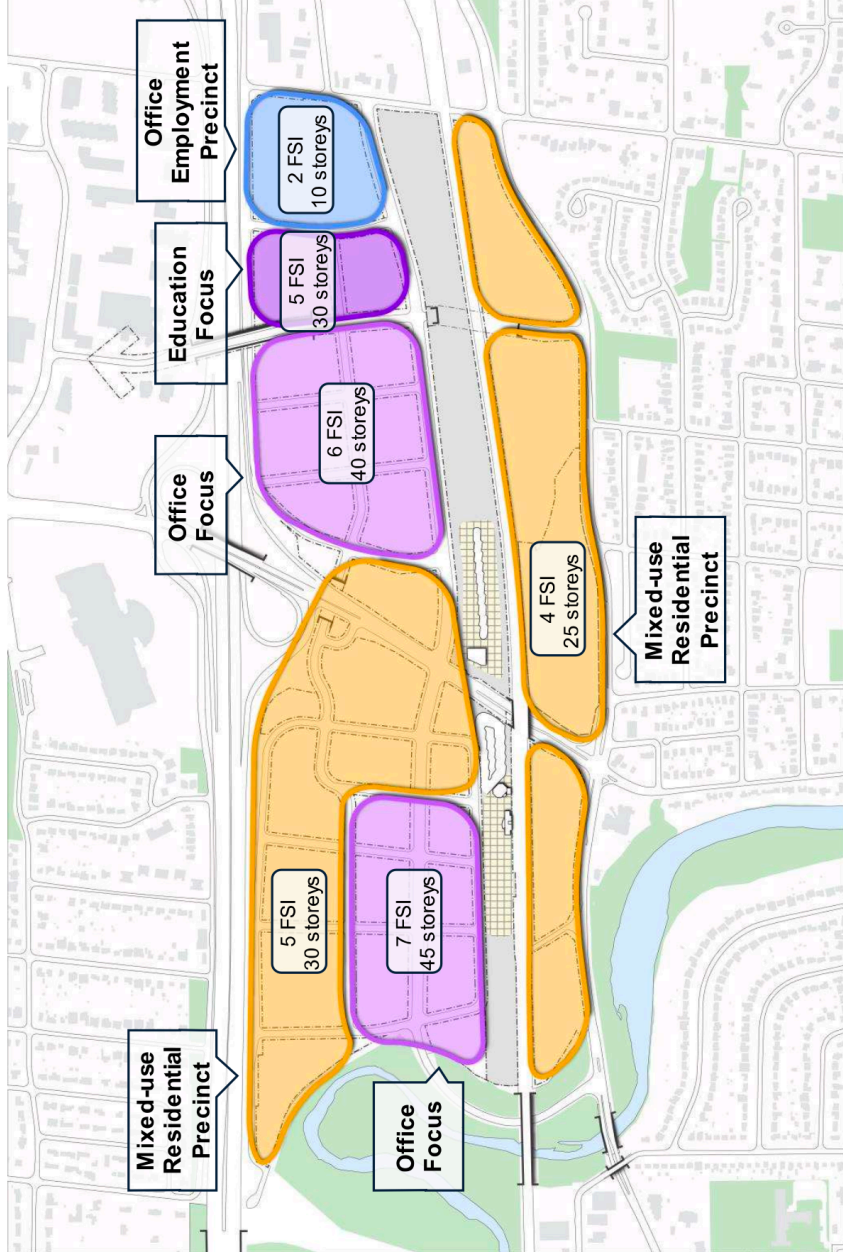 Mixed-use
Residential
Precinct
Office
Focus
Education
Focus
Office
Employment
Precinct
5 FSI
30 storeys
6 FSI
40 storeys
5 FSI
30 storeys
2 FSI
10 storeys
7 FSI
45 storeys
4 FSI
25 storeys
Office
Focus
Mixed-use
Residential
Precinct